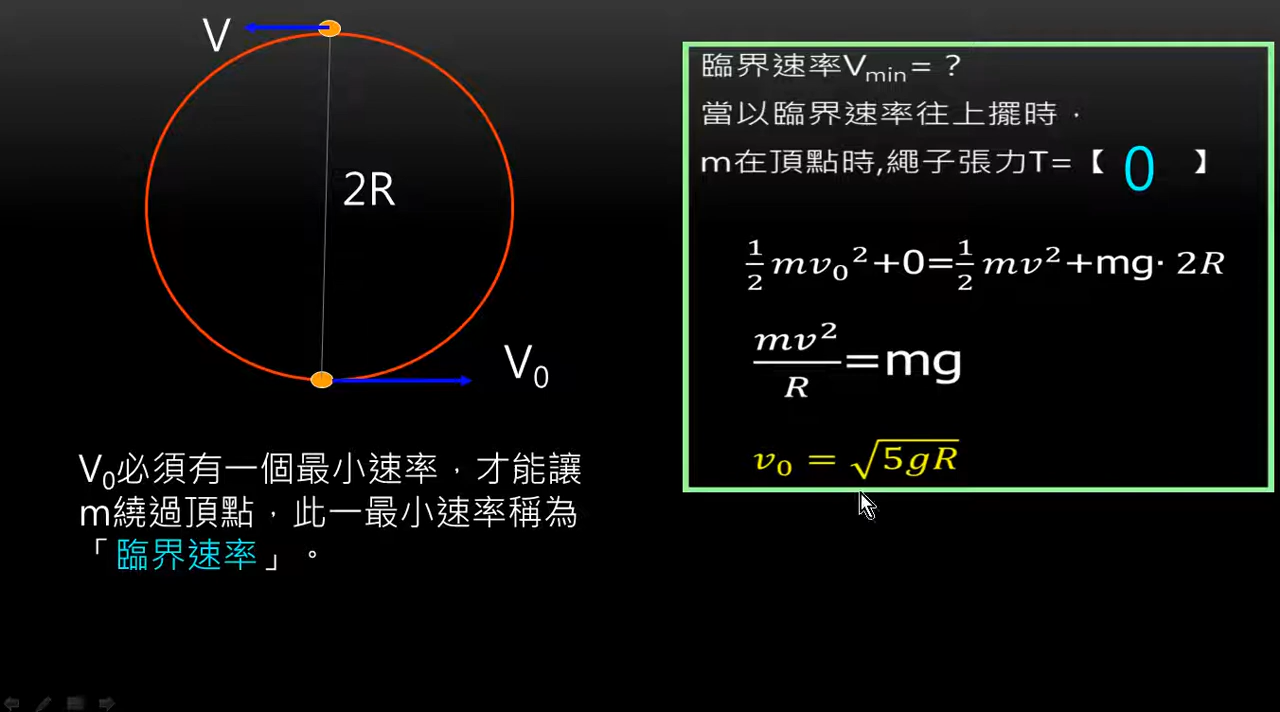 V
2R
V₀
V₀必須有一個最小速率，才能讓
m繞過頂點，此一最小速率稱為
「臨界速率」。
臨界速率Vmin=？
當以臨界速率往上擺時．
m在頂點時,繩子張力T=【 0 】
½mv₀²+0=½mv²+mg· 2R
mv²/R=mg
v₀ = √5gR